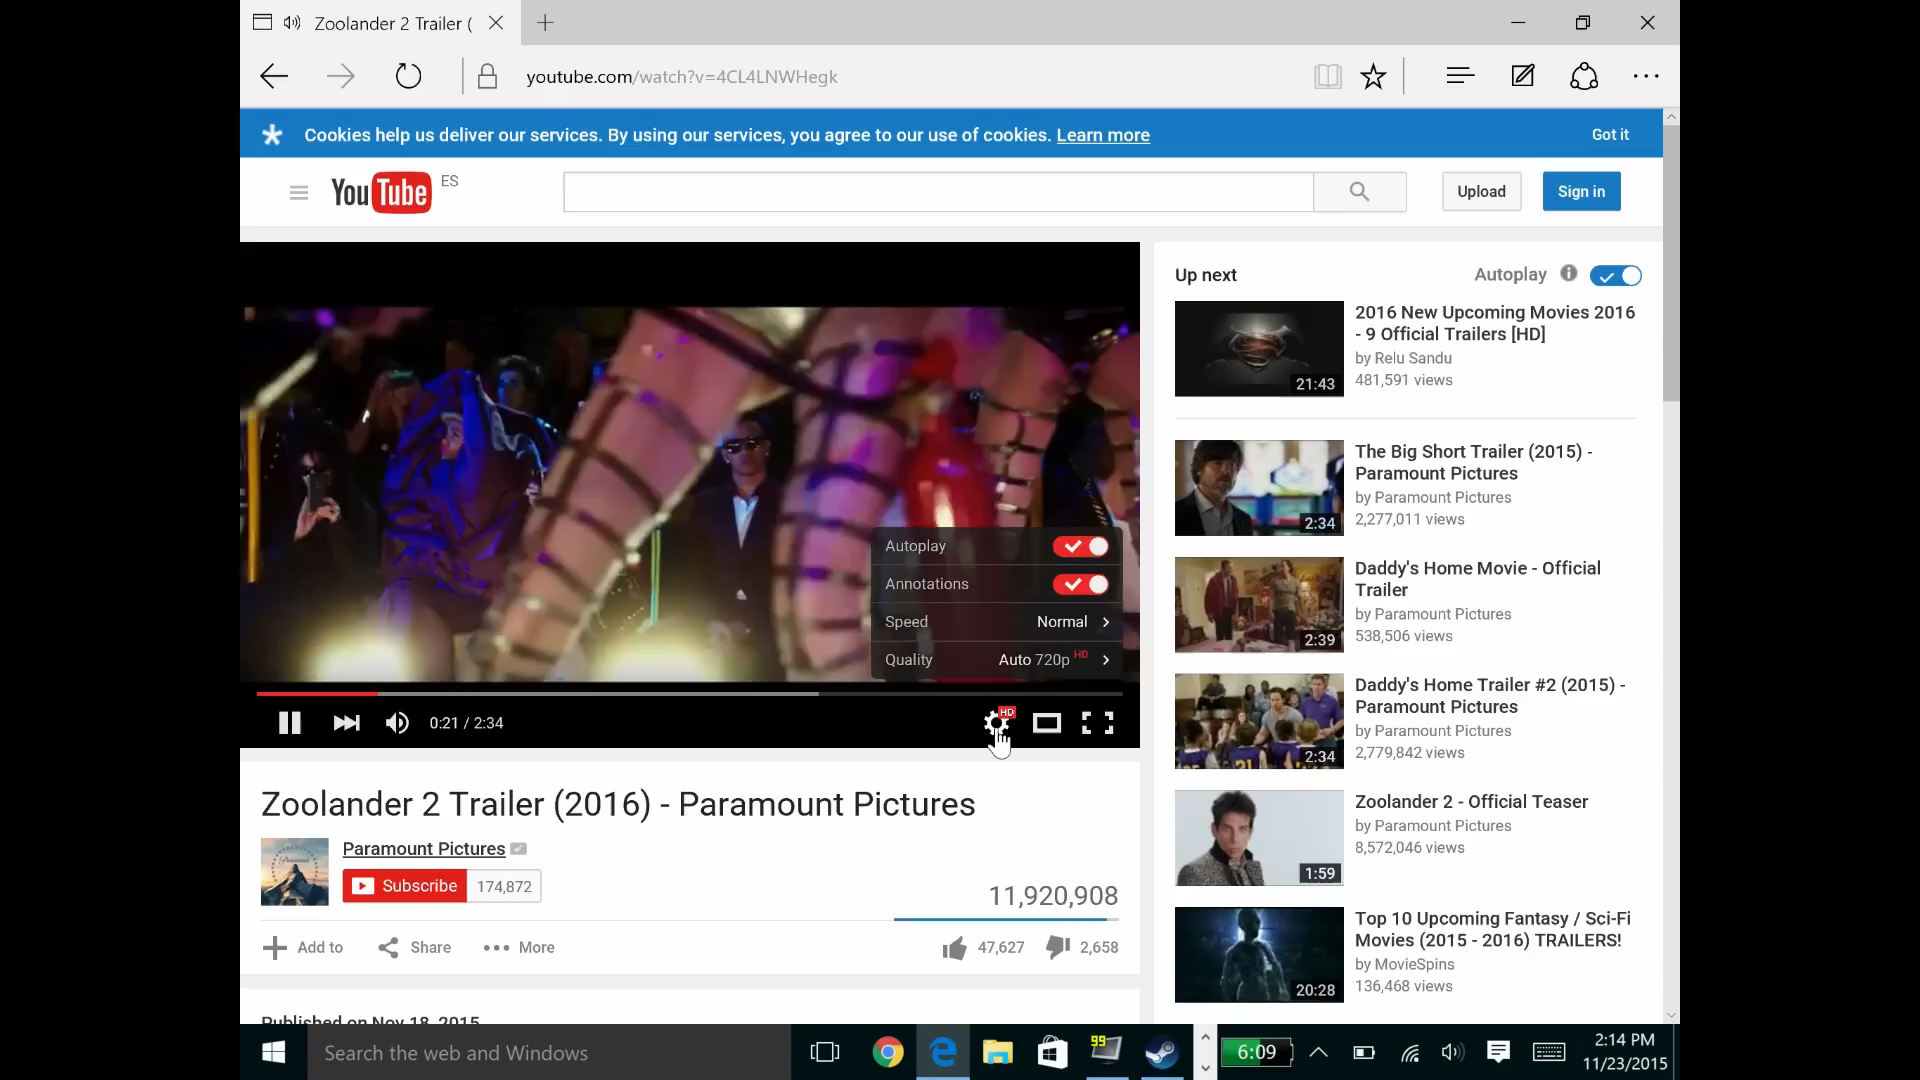 Zoolander 2 Trailer (
youtube.com/watch?v=4CL4LNWHegk
Cookies help us deliver our services. By using our services, you agree to our use of cookies. Learn more
Got it
YouTube ES
Upload
Sign in
Autoplay
Annotations
Speed Normal
Quality Auto 720p HD
0:21 / 2:34
HD
Zoolander 2 Trailer (2016) - Paramount Pictures
Paramount Pictures
Subscribe 174,872
11,920,908
Add to Share More
47,627 2,658
Published on Nov 18, 2015
Up next
Autoplay
21:43
2016 New Upcoming Movies 2016
- 9 Official Trailers [HD]
by Relu Sandu
481,591 views
2:34
The Big Short Trailer (2015) -
Paramount Pictures
by Paramount Pictures
2,277,011 views
2:39
Daddy's Home Movie - Official
Trailer
by Paramount Pictures
538,506 views
2:34
Daddy's Home Trailer #2 (2015) -
Paramount Pictures
by Paramount Pictures
2,779,842 views
1:59
Zoolander 2 - Official Teaser
by Paramount Pictures
8,572,046 views
20:28
Top 10 Upcoming Fantasy / Sci-Fi
Movies (2015 - 2016) TRAILERS!
by MovieSpins
136,468 views
Search the web and Windows
99
6:09
2:14 PM
11/23/2015